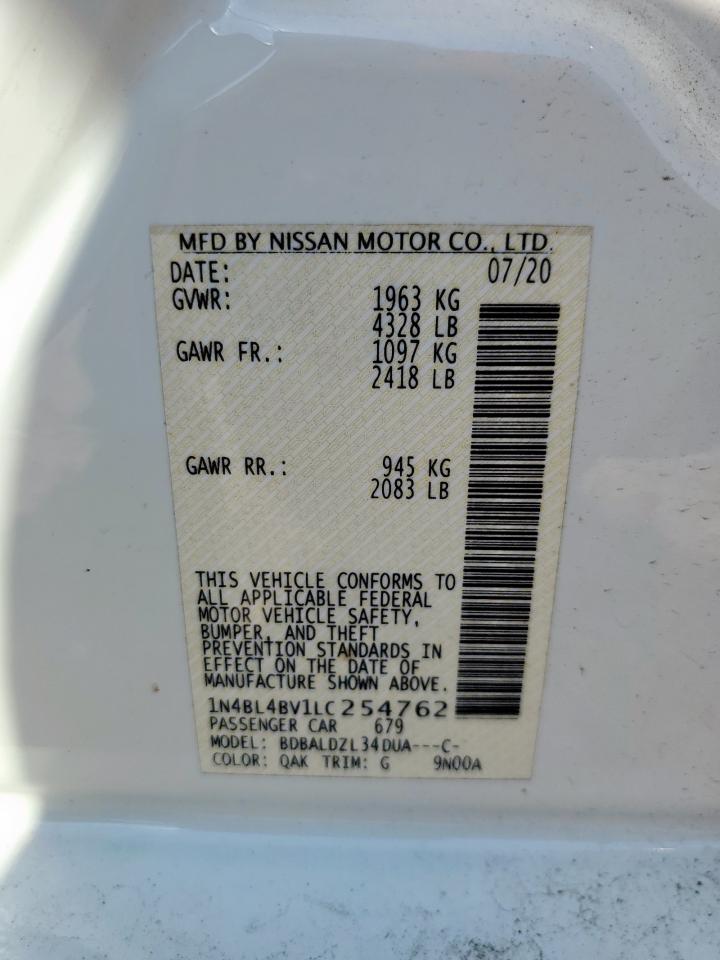 MFD BY NISSAN MOTOR CO., LTD.
DATE: 07/20
GVWR: 1963 KG
4328 LB
GAWR FR.: 1097 KG
2418 LB
GAWR RR.: 945 KG
2083 LB
THIS VEHICLE CONFORMS TO
ALL APPLICABLE FEDERAL
MOTOR VEHICLE SAFETY,
BUMPER, AND THEFT
PREVENTION STANDARDS IN
EFFECT ON THE DATE OF
MANUFACTURE SHOWN ABOVE.
1N4BL4BV1LC254762
PASSENGER CAR 679
MODEL: BDBALDZL34DUA---C-
COLOR: QAK TRIM: G 9N00A